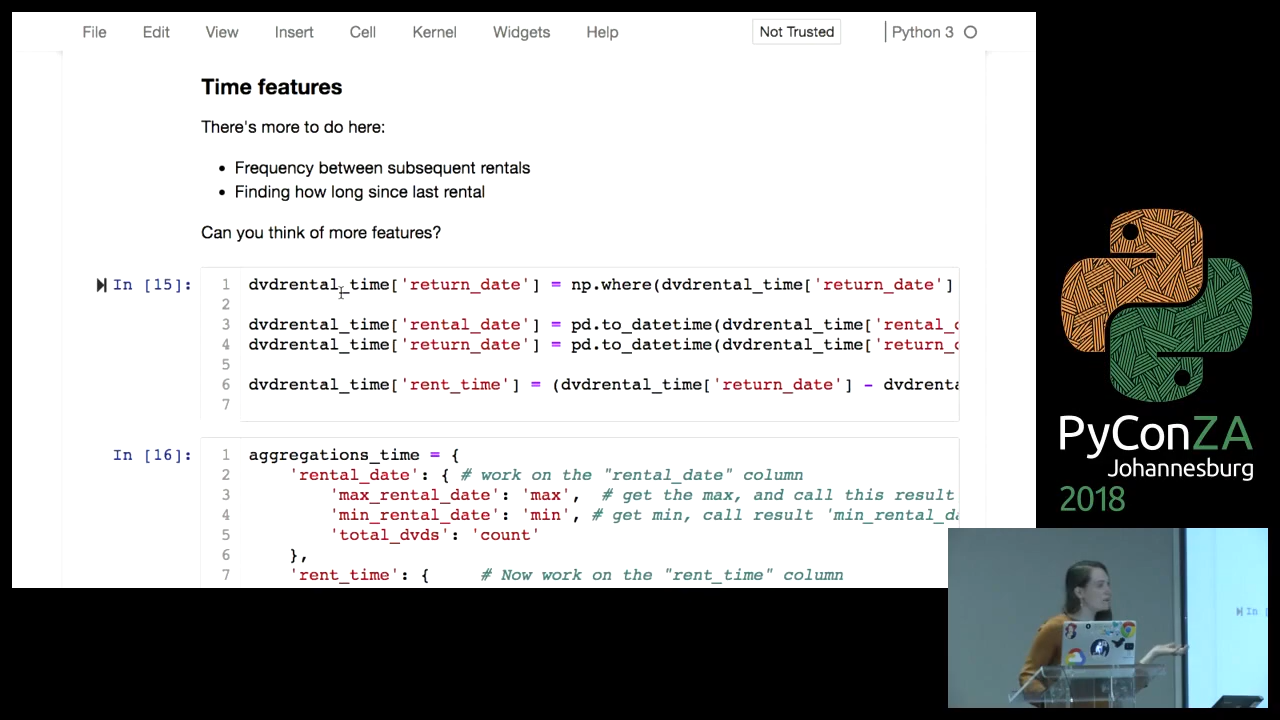 File Edit View Insert Cell Kernel Widgets Help Not Trusted Python 3
Time features
There's more to do here:
• Frequency between subsequent rentals
• Finding how long since last rental
Can you think of more features?
In [15]: 1 dvdrental_time['return_date'] = np.where(dvdrental_time['return_date']
2
3 dvdrental_time['rental_date'] = pd.to_datetime(dvdrental_time['rental_d
4 dvdrental_time['return_date'] = pd.to_datetime(dvdrental_time['return_d
5
6 dvdrental_time['rent_time'] = (dvdrental_time['return_date'] - dvdrenta
7
In [16]: 1 aggregations_time = {
2 'rental_date': { # work on the "rental_date" column
3 'max_rental_date': 'max', # get the max, and call this result
4 'min_rental_date': 'min', # get min, call result 'min_rental_da
5 'total_dvds': 'count'
6 },
7 'rent_time': { # Now work on the "rent_time" column
PyConZA
Johannesburg
2018
In [